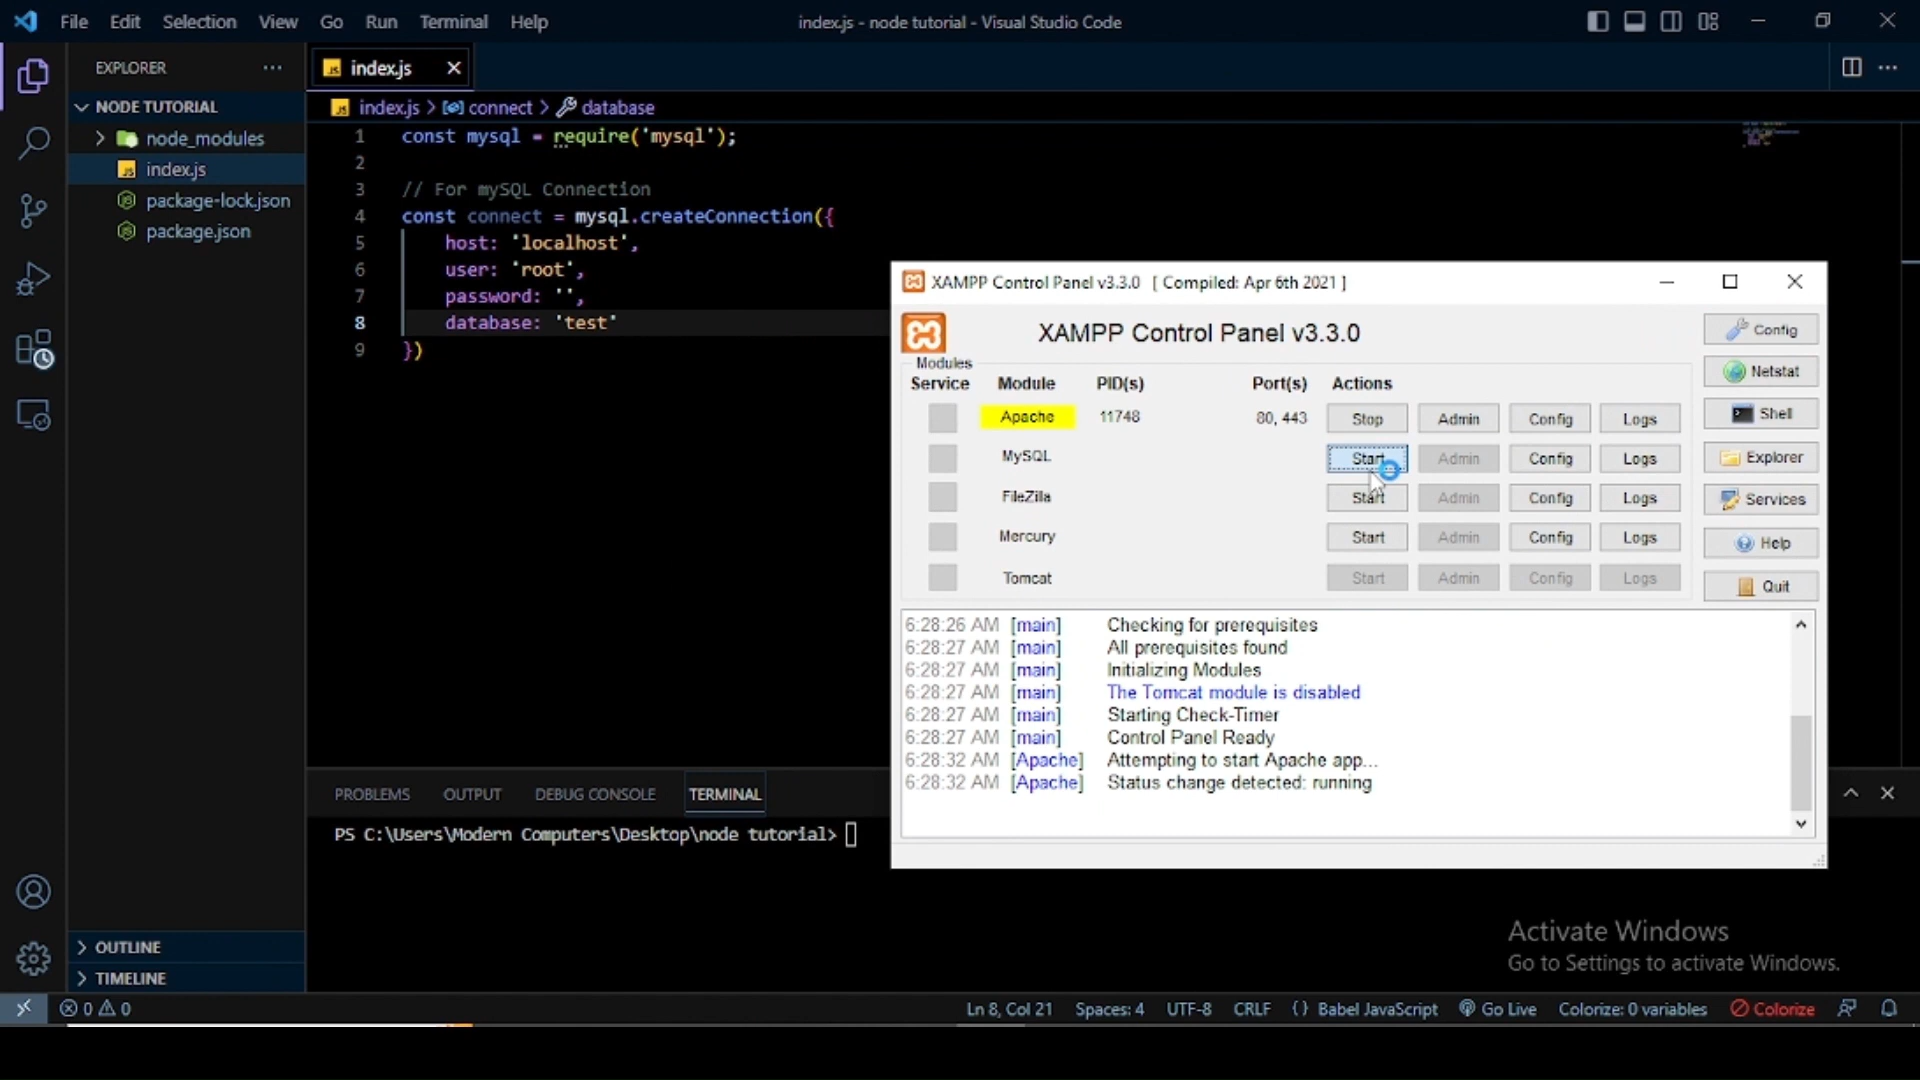 File Edit Selection View Go Run Terminal Help
index.js - node tutorial - Visual Studio Code
EXPLORER
index.js
NODE TUTORIAL
node_modules
index.js
package-lock.json
package.json
index.js > connect > database
1 const mysql = require('mysql');
2
3 // For mySQL Connection
4 const connect = mysql.createConnection({
5 host: 'localhost',
6 user: 'root',
7 password: '',
8 database: 'test'
9 })
XAMPP Control Panel v3.3.0 [ Compiled: Apr 6th 2021 ]
XAMPP Control Panel v3.3.0
Modules
Service Module PID(s) Port(s) Actions
Apache 11748 80, 443 Stop Admin Config Logs
MySQL Start Admin Config Logs
FileZilla Start Admin Config Logs
Mercury Start Admin Config Logs
Tomcat Start Admin Config Logs
Config
Netstat
Shell
Explorer
Services
Help
Quit
6:28:26 AM [main] Checking for prerequisites
6:28:27 AM [main] All prerequisites found
6:28:27 AM [main] Initializing Modules
6:28:27 AM [main] The Tomcat module is disabled
6:28:27 AM [main] Starting Check-Timer
6:28:27 AM [main] Control Panel Ready
6:28:32 AM [Apache] Attempting to start Apache app...
6:28:32 AM [Apache] Status change detected: running
PROBLEMS OUTPUT DEBUG CONSOLE TERMINAL
PS C:\Users\Modern Computers\Desktop\node tutorial>
Activate Windows
Go to Settings to activate Windows.
OUTLINE
TIMELINE
0 0
Ln 8, Col 21 Spaces: 4 UTF-8 CRLF {} Babel JavaScript Go Live Colorize: 0 variables Colorize